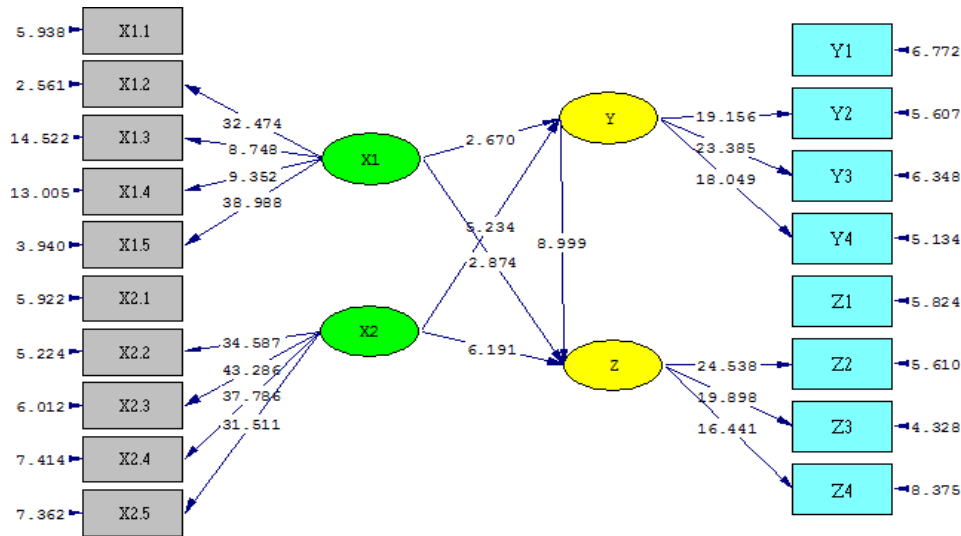 5.938 X1.1
2.561 X1.2
14.522 X1.3
13.005 X1.4
3.940 X1.5
5.922 X2.1
5.224 X2.2
6.012 X2.3
7.414 X2.4
7.362 X2.5
32.474
8.748
9.352
38.988
34.587
43.286
37.786
31.511
X1
X2
2.670
5.234
2.874
8.999
6.191
Y
Z
19.156
23.385
18.049
24.538
19.898
16.441
Y1 6.772
Y2 5.607
Y3 6.348
Y4 5.134
Z1 5.824
Z2 5.610
Z3 4.328
Z4 8.375